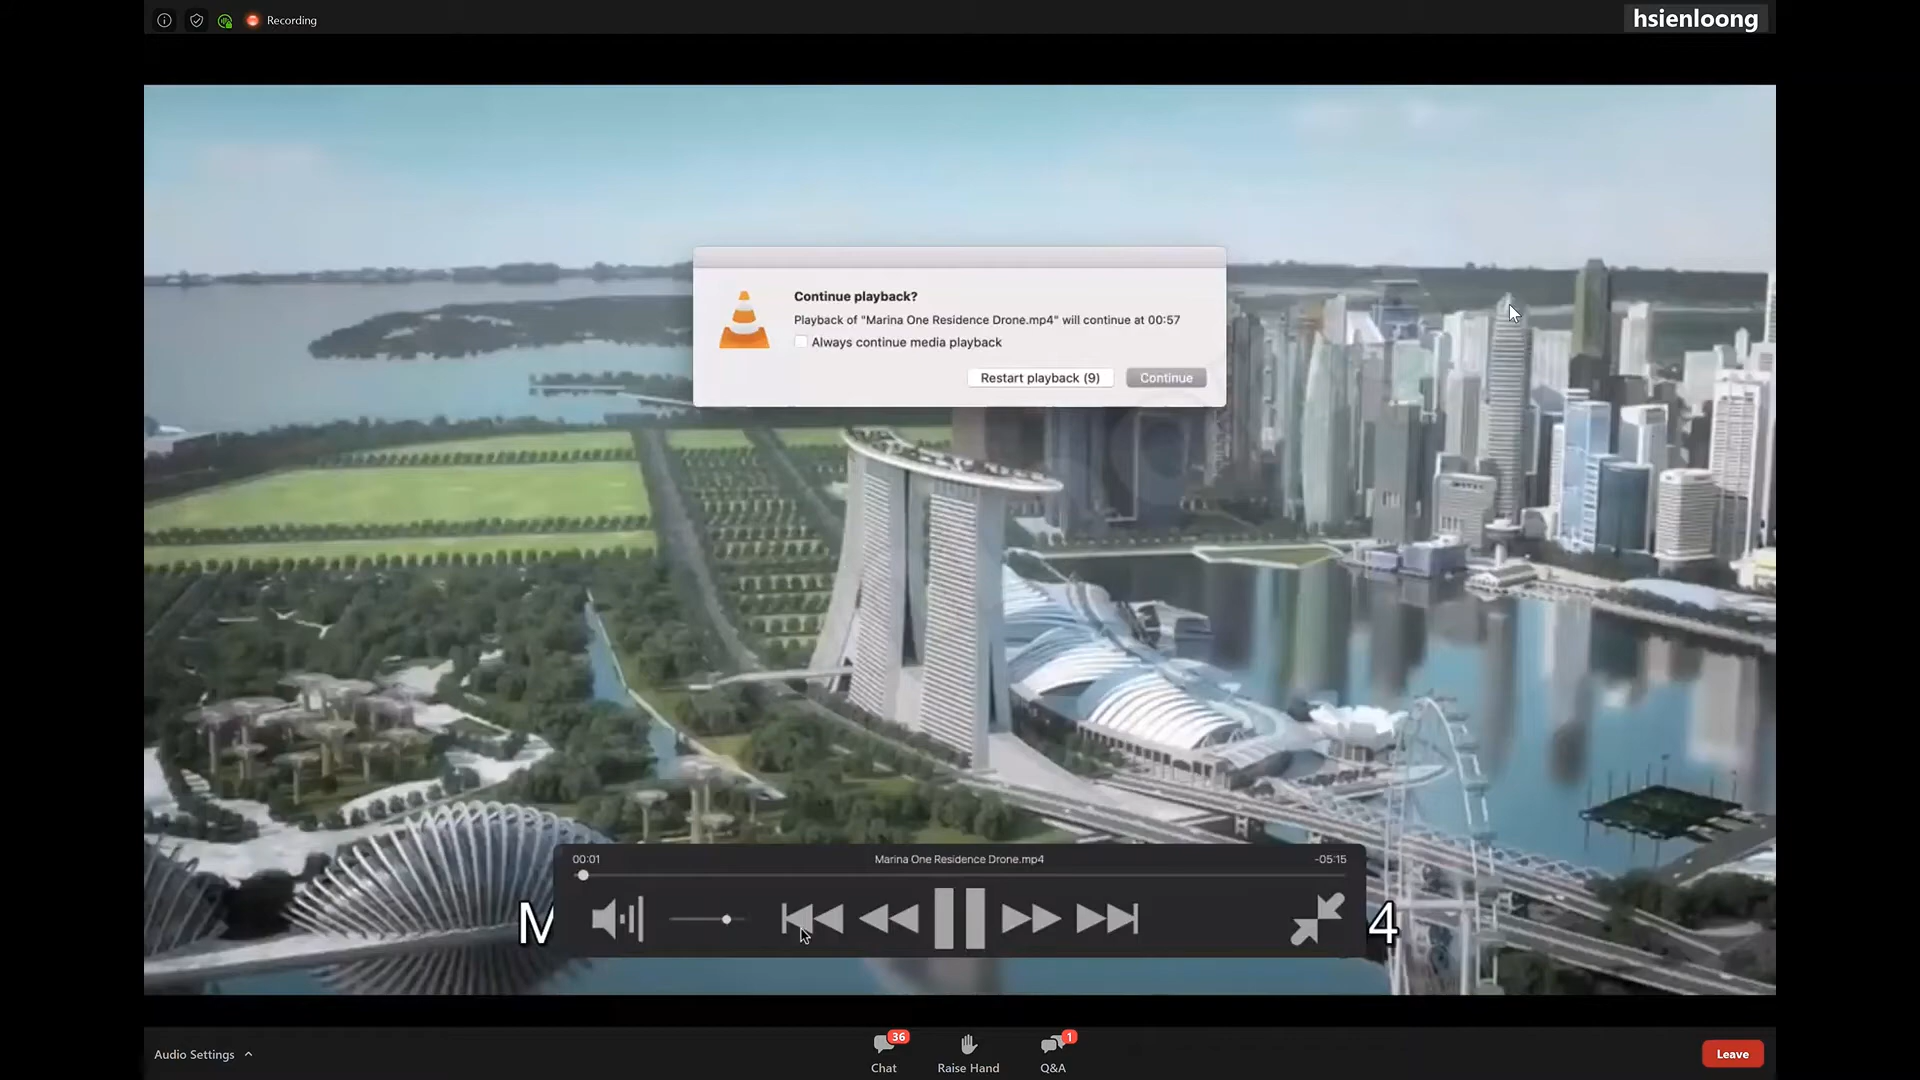 Recording
hsienloong
Continue playback?
Playback of "Marina One Residence Drone.mp4" will continue at 00:57
Always continue media playback
Restart playback (9)
Continue
00:01
Marina One Residence Drone.mp4
-05:15
M
4
Audio Settings
36
Chat
Raise Hand
1
Q&A
Leave